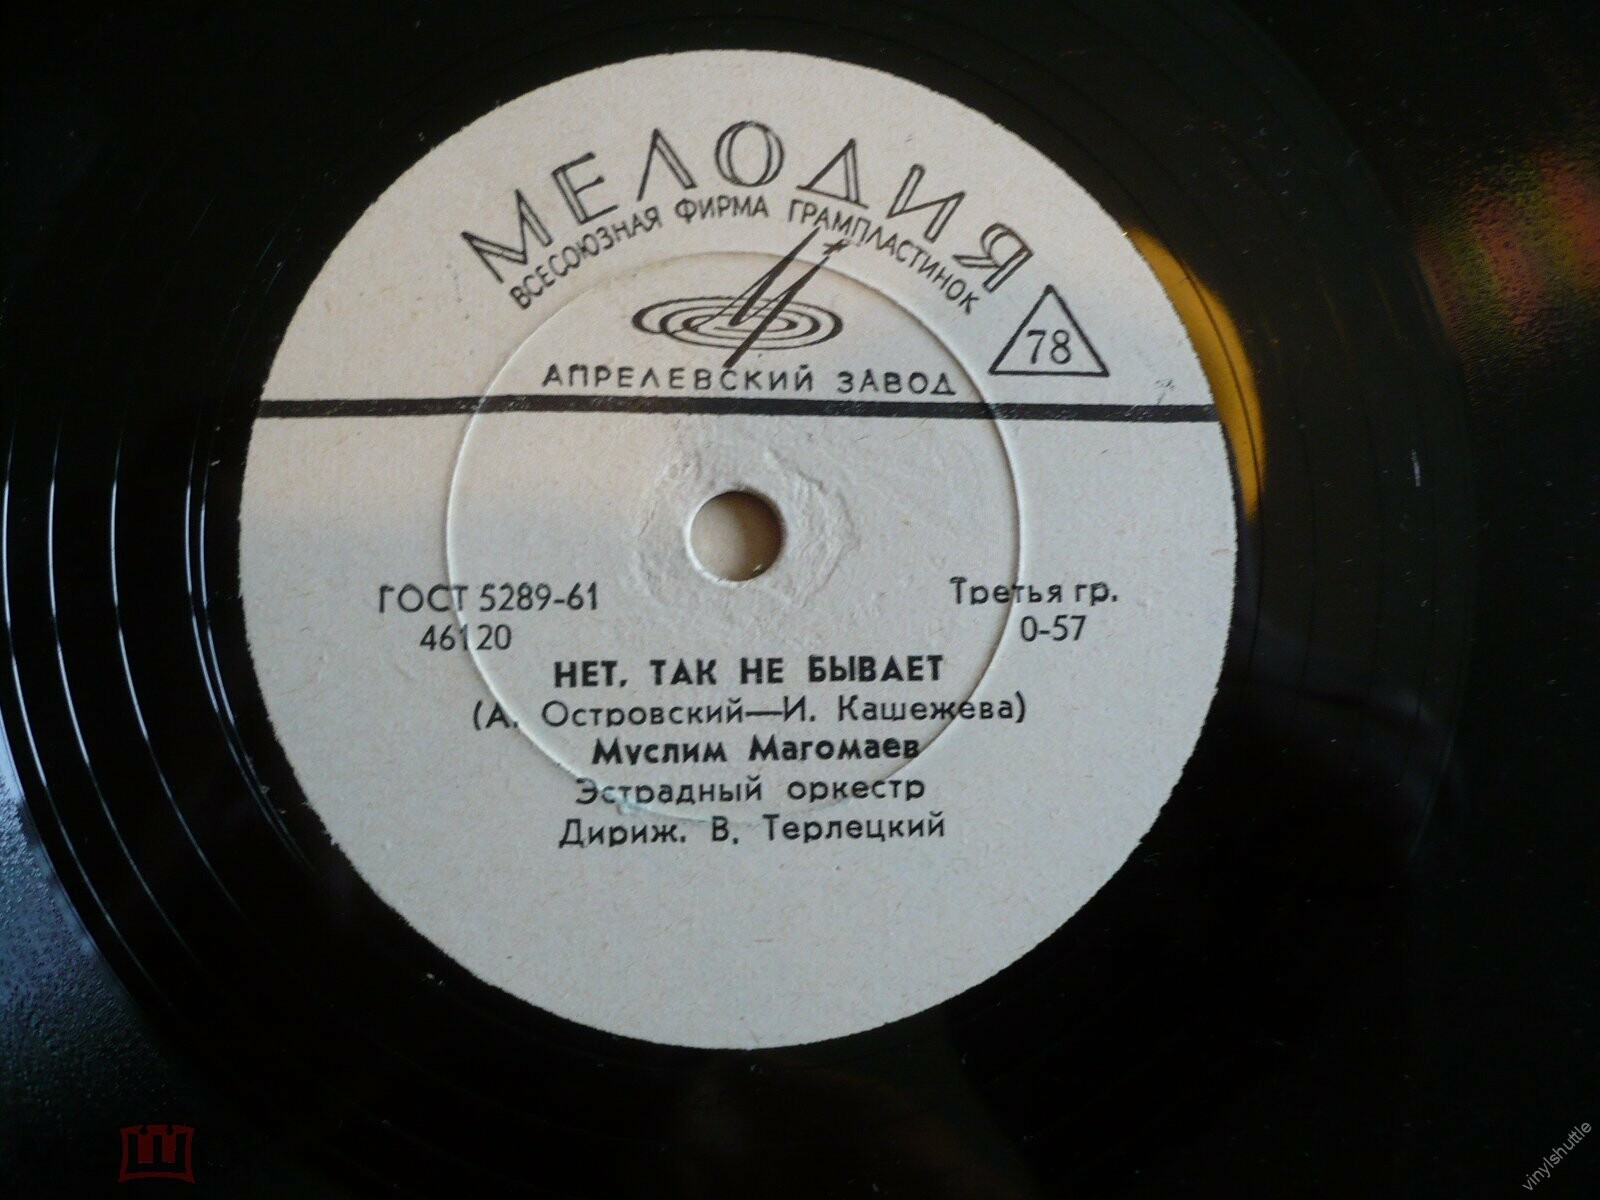 МЕЛОДИЯ
ВСЕСОЮЗНАЯ ФИРМА ГРАМПЛАСТИНОК
78
АПРЕЛЕВСКИЙ ЗАВОД
ГОСТ 5289-61
Третья гр.
46120
0-57
НЕТ, ТАК НЕ БЫВАЕТ
(А. Островский—И. Кашежева)
Муслим Магомаев
Эстрадный оркестр
Дириж. В. Терлецкий
vinylshuttle